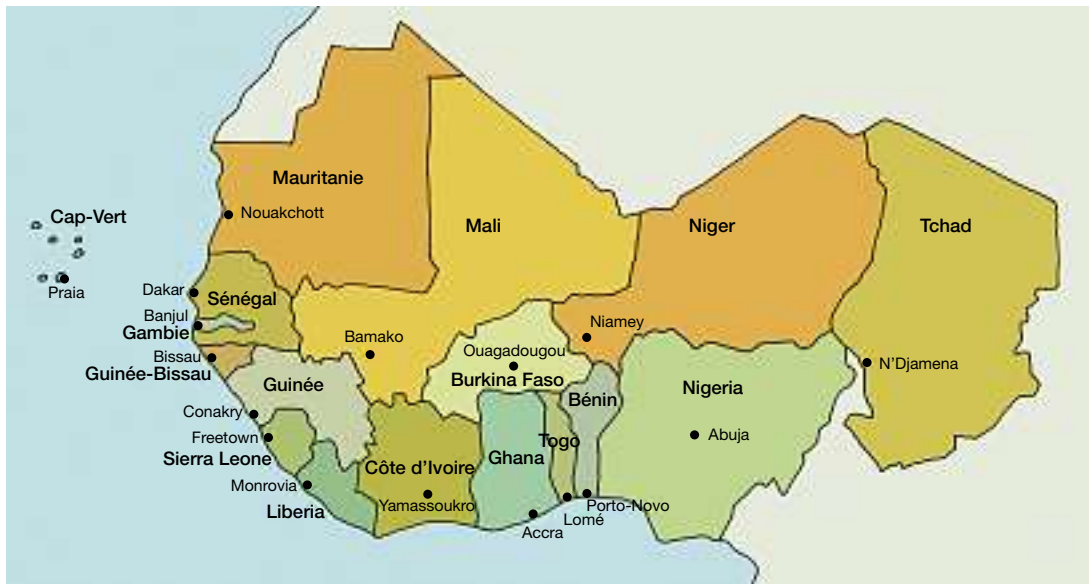 Mauritanie
Nouakchott
Cap-Vert
Praia
Mali
Niger
Tchad
Dakar
Sénégal
Banjul
Gambie
Bissau
Guinée-Bissau
Bamako
Niamey
Ouagadougou
Burkina Faso
N'Djamena
Guinée
Bénin
Nigeria
Conakry
Freetown
Sierra Leone
Togo
Abuja
Ghana
Côte d'Ivoire
Monrovia
Yamassoukro
Liberia
Porto-Novo
Lomé
Accra